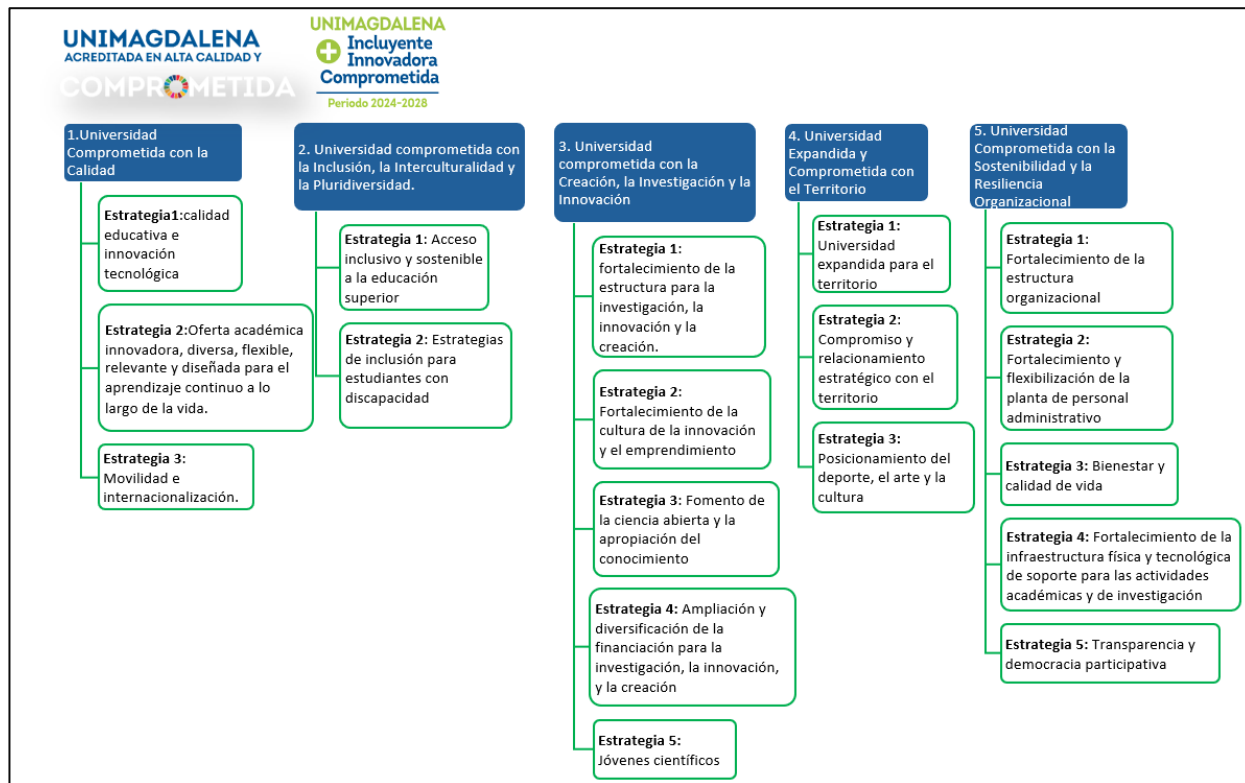 UNIMAGDALENA
ACREDITADA EN ALTA CALIDAD Y
COMPROMETIDA
UNIMAGDALENA
Incluyente
Innovadora
Comprometida
Periodo 2024-2028
1.Universidad
Comprometida con la
Calidad
Estrategia1:calidad
educativa e
innovación
tecnológica
Estrategia 2:Oferta académica
innovadora, diversa, flexible,
relevante y diseñada para el
aprendizaje continuo a lo
largo de la vida.
Estrategia 3:
Movilidad e
internacionalización.
2. Universidad comprometida con
la Inclusión, la Interculturalidad y
la Pluridiversidad.
Estrategia 1: Acceso
inclusivo y sostenible
a la educación
superior
Estrategia 2: Estrategias
de inclusión para
estudiantes con
discapacidad
3. Universidad
comprometida con la
Creación, la Investigación y la
Innovación
Estrategia 1:
fortalecimiento de la
estructura para la
investigación, la
innovación y la
creación.
Estrategia 2:
Fortalecimiento de la
cultura de la innovación
y el emprendimiento
Estrategia 3: Fomento de
la ciencia abierta y la
apropiación del
conocimiento
Estrategia 4: Ampliación y
diversificación de la
financiación para la
investigación, la innovación,
y la creación
Estrategia 5:
Jóvenes científicos
4. Universidad
Expandida y
Comprometida con
el Territorio
Estrategia 1:
Universidad
expandida para el
territorio
Estrategia 2:
Compromiso y
relacionamiento
estratégico con el
territorio
Estrategia 3:
Posicionamiento del
deporte, el arte y la
cultura
5. Universidad
Comprometida con la
Sostenibilidad y la
Resiliencia
Organizacional
Estrategia 1:
Fortalecimiento de la
estructura
organizacional
Estrategia 2:
Fortalecimiento y
flexibilización de la
planta de personal
administrativo
Estrategia 3: Bienestar y
calidad de vida
Estrategia 4: Fortalecimiento de la
infraestructura física y tecnológica
de soporte para las actividades
académicas y de investigación
Estrategia 5: Transparencia y
democracia participativa